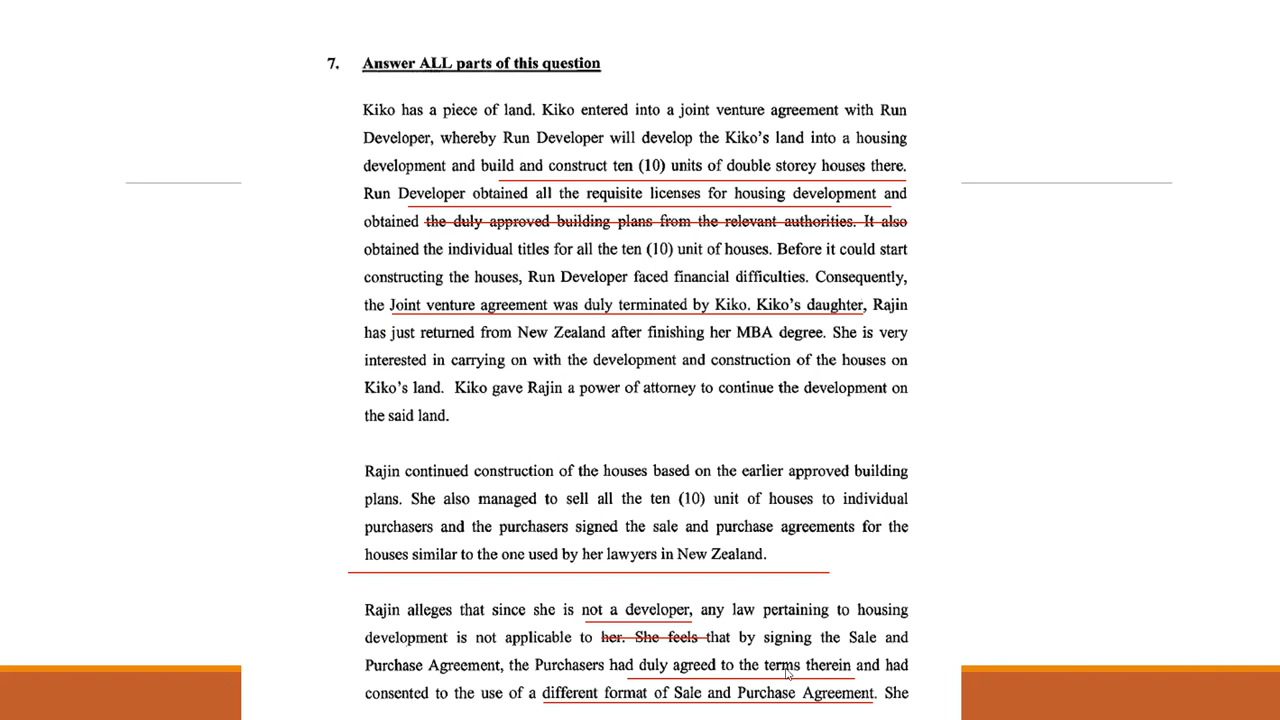 7. Answer ALL parts of this question
Kiko has a piece of land. Kiko entered into a joint venture agreement with Run
Developer, whereby Run Developer will develop the Kiko's land into a housing
development and build and construct ten (10) units of double storey houses there.
Run Developer obtained all the requisite licenses for housing development and
obtained the duly approved building plans from the relevant authorities. It also
obtained the individual titles for all the ten (10) unit of houses. Before it could start
constructing the houses, Run Developer faced financial difficulties. Consequently,
the Joint venture agreement was duly terminated by Kiko. Kiko's daughter, Rajin
has just returned from New Zealand after finishing her MBA degree. She is very
interested in carrying on with the development and construction of the houses on
Kiko's land. Kiko gave Rajin a power of attorney to continue the development on
the said land.
Rajin continued construction of the houses based on the earlier approved building
plans. She also managed to sell all the ten (10) unit of houses to individual
purchasers and the purchasers signed the sale and purchase agreements for the
houses similar to the one used by her lawyers in New Zealand.
Rajin alleges that since she is not a developer, any law pertaining to housing
development is not applicable to her. She feels that by signing the Sale and
Purchase Agreement, the Purchasers had duly agreed to the terms therein and had
consented to the use of a different format of Sale and Purchase Agreement. She